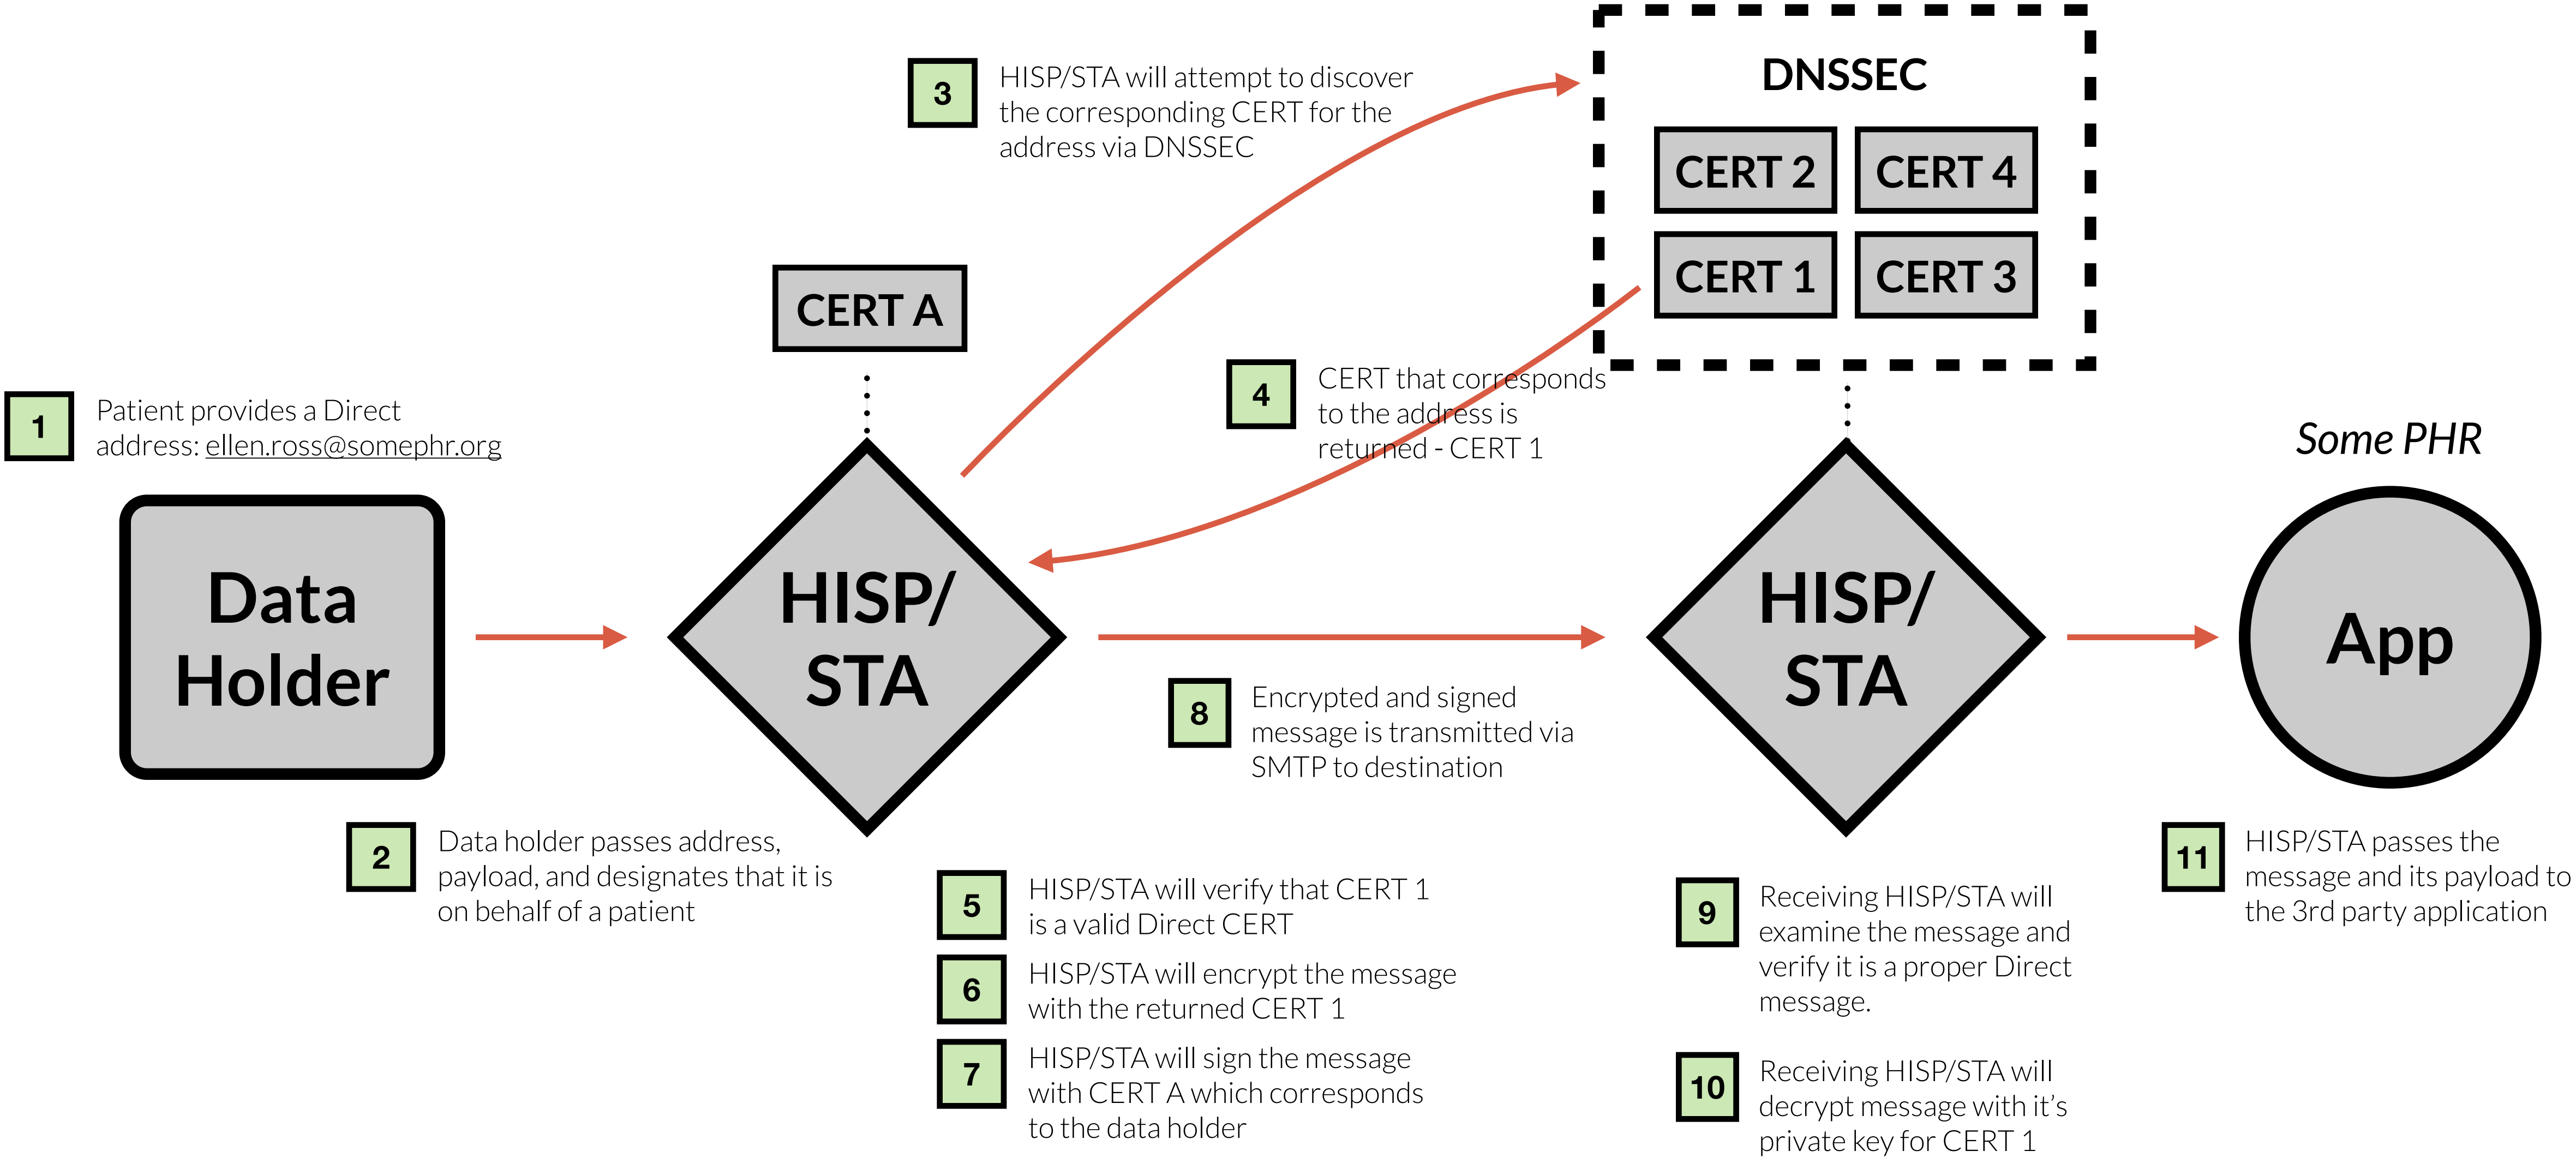 DNSSEC
CERT 2
CERT 4
CERT 1
CERT 3
3
HISP/STA will attempt to discover
the corresponding CERT for the
address via DNSSEC
CERT A
4
CERT that corresponds
to the address is
returned - CERT 1
1
Patient provides a Direct
address: ellen.ross@somephr.org
Some PHR
Data
Holder
HISP/
STA
HISP/
STA
App
8
Encrypted and signed
message is transmitted via
SMTP to destination
2
Data holder passes address,
payload, and designates that it is
on behalf of a patient
5
HISP/STA will verify that CERT 1
is a valid Direct CERT
6
HISP/STA will encrypt the message
with the returned CERT 1
7
HISP/STA will sign the message
with CERT A which corresponds
to the data holder
9
Receiving HISP/STA will
examine the message and
verify it is a proper Direct
message.
10
Receiving HISP/STA will
decrypt message with it’s
private key for CERT 1
11
HISP/STA passes the
message and its payload to
the 3rd party application